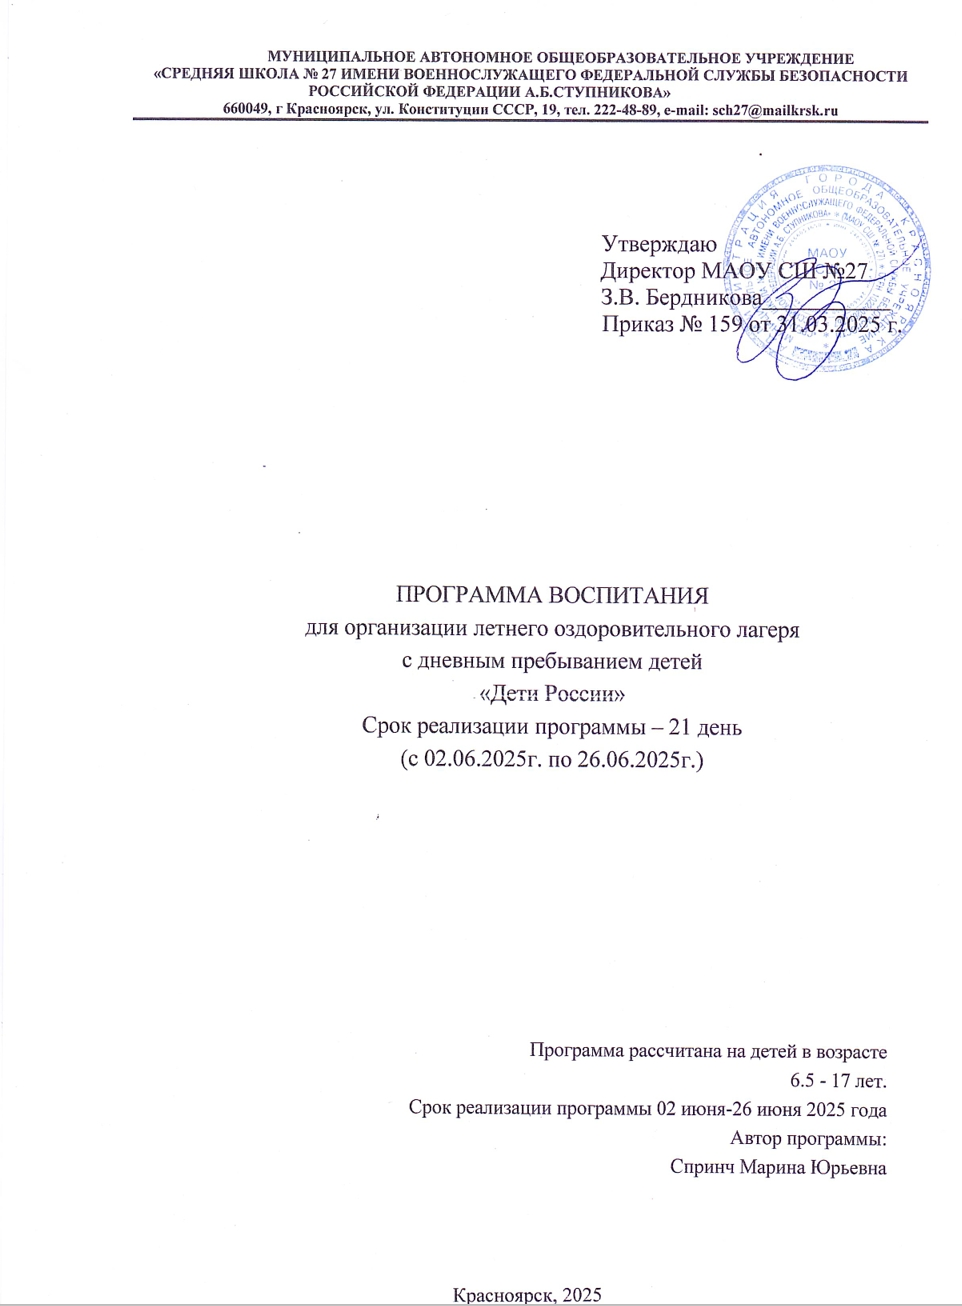 МУНИЦИПАЛЬНОЕ АВТОНОМНОЕ ОБЩЕОБРАЗОВАТЕЛЬНОЕ УЧРЕЖДЕНИЕ
«СРЕДНЯЯ ШКОЛА № 27 ИМЕНИ ВОЕННОСЛУЖАЩЕГО ФЕДЕРАЛЬНОЙ СЛУЖБЫ БЕЗОПАСНОСТИ
РОССИЙСКОЙ ФЕДЕРАЦИИ А.Б.СТУПНИКОВА»
660049, г Красноярск, ул. Конституции СССР, 19, тел. 222-48-89, e-mail: sch27@mailkrsk.ru
Утверждаю
Директор МАОУ СШ №27
З.В. Бердникова
Приказ № 159 от 31.03.2025 г.
МАОУ
ПРОГРАММА ВОСПИТАНИЯ
для организации летнего оздоровительного лагеря
с дневным пребыванием детей
«Дети России»
Срок реализации программы – 21 день
(с 02.06.2025г. по 26.06.2025г.)
Программа рассчитана на детей в возрасте
6.5 - 17 лет.
Срок реализации программы 02 июня-26 июня 2025 года
Автор программы:
Спринч Марина Юрьевна
Красноярск, 2025